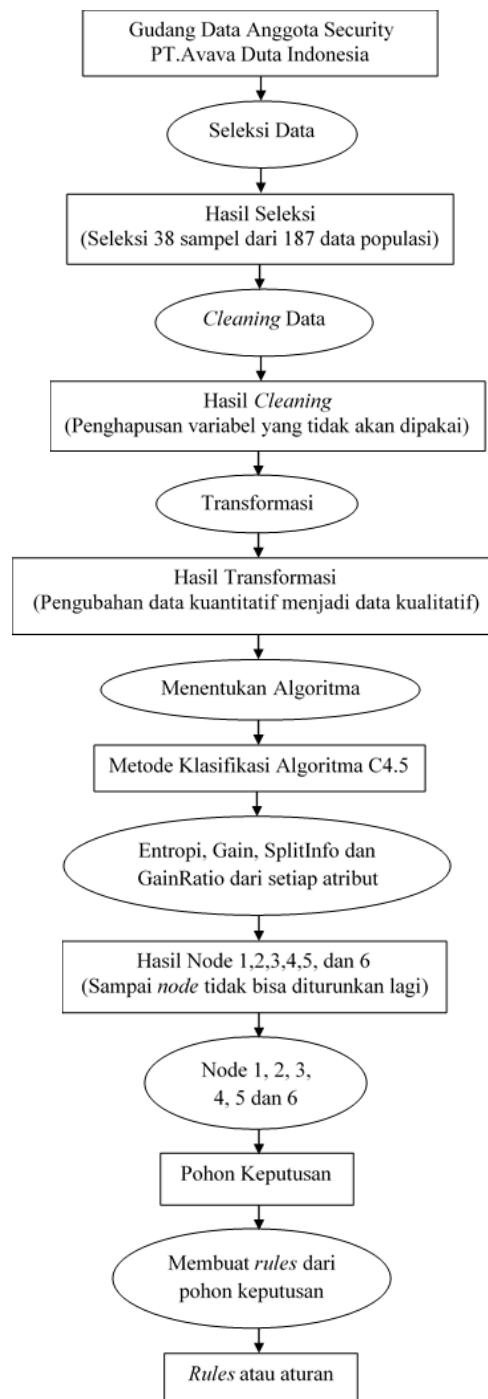 Gudang Data Anggota Security
PT.Avava Duta Indonesia
Seleksi Data
Hasil Seleksi
(Seleksi 38 sampel dari 187 data populasi)
Cleaning Data
Hasil Cleaning
(Penghapusan variabel yang tidak akan dipakai)
Transformasi
Hasil Transformasi
(Pengubahan data kuantitatif menjadi data kualitatif)
Menentukan Algoritma
Metode Klasifikasi Algoritma C4.5
Entropi, Gain, SplitInfo dan
GainRatio dari setiap atribut
Hasil Node 1,2,3,4,5, dan 6
(Sampai node tidak bisa diturunkan lagi)
Node 1, 2, 3,
4, 5 dan 6
Pohon Keputusan
Membuat rules dari
pohon keputusan
Rules atau aturan